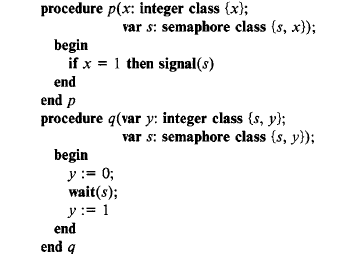 procedure p(x: integer class {x};
var s: semaphore class {s, x});
begin
if x = 1 then signal(s)
end
end p
procedure q(var y: integer class {s, y};
var s: semaphore class {s, y});
begin
y := 0;
wait(s);
y := 1
end
end q